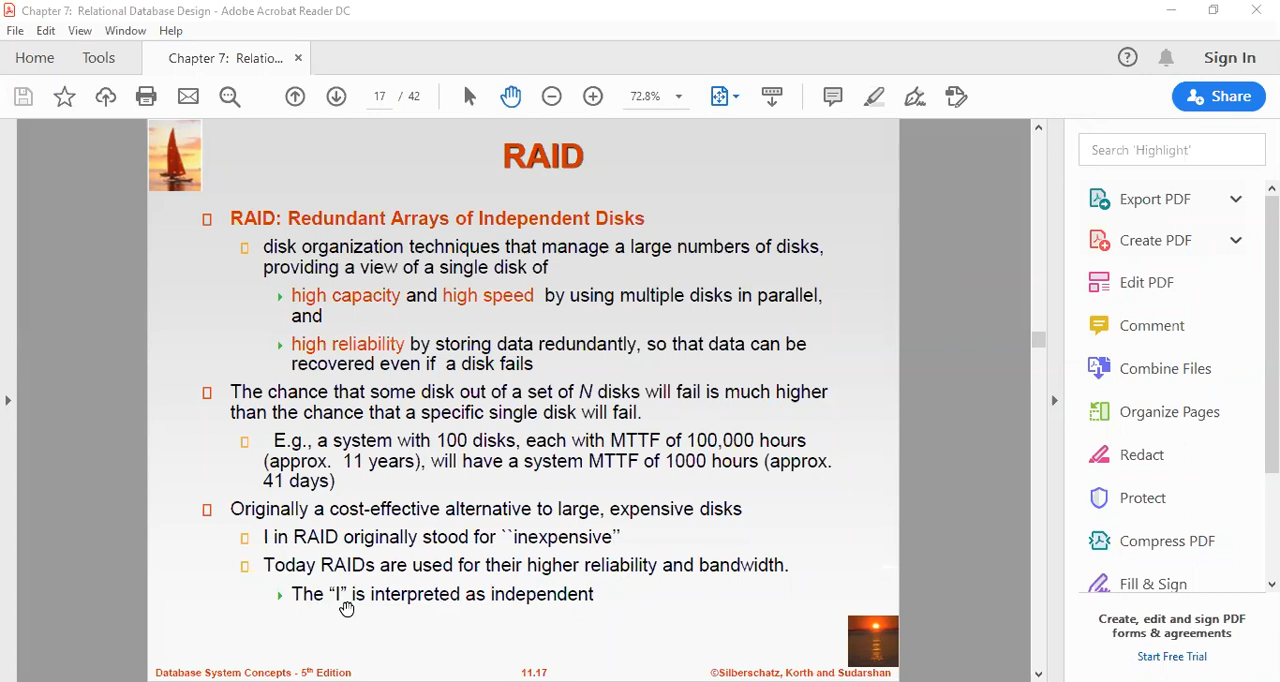 Chapter 7: Relational Database Design - Adobe Acrobat Reader DC
File Edit View Window Help
Home Tools Chapter 7: Relatio... × Sign In
17 / 42 72.8% Share
RAID
RAID: Redundant Arrays of Independent Disks
disk organization techniques that manage a large numbers of disks,
providing a view of a single disk of
high capacity and high speed by using multiple disks in parallel,
and
high reliability by storing data redundantly, so that data can be
recovered even if a disk fails
The chance that some disk out of a set of N disks will fail is much higher
than the chance that a specific single disk will fail.
E.g., a system with 100 disks, each with MTTF of 100,000 hours
(approx. 11 years), will have a system MTTF of 1000 hours (approx.
41 days)
Originally a cost-effective alternative to large, expensive disks
I in RAID originally stood for ``inexpensive''
Today RAIDs are used for their higher reliability and bandwidth.
The “I” is interpreted as independent
Database System Concepts - 5th Edition 11.17 ©Silberschatz, Korth and Sudarshan
Search 'Highlight'
Export PDF
Create PDF
Edit PDF
Comment
Combine Files
Organize Pages
Redact
Protect
Compress PDF
Fill & Sign
Create, edit and sign PDF
forms & agreements
Start Free Trial